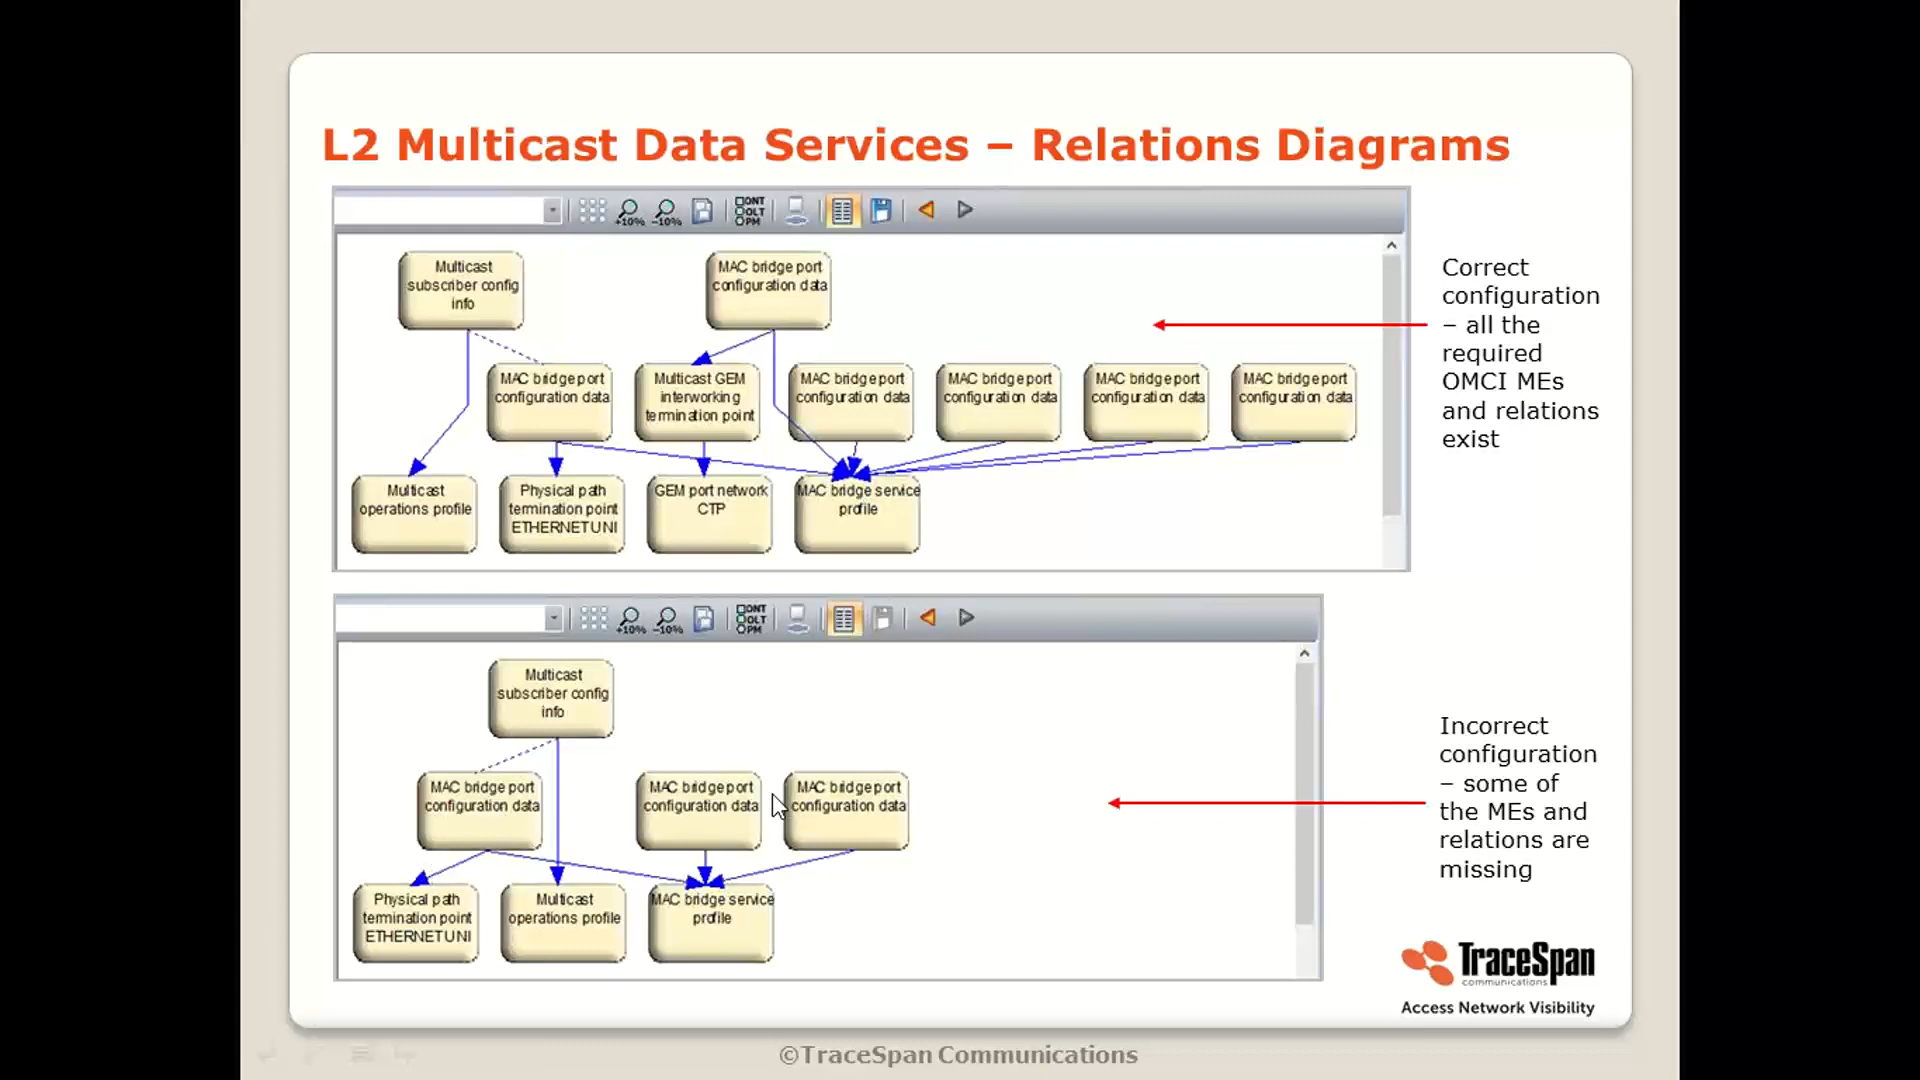 L2 Multicast Data Services – Relations Diagrams
+10%
-10%
ONT
OLT
PM
Multicast
subscriber config
info
MAC bridge port
configuration data
MAC bridge port
configuration data
Multicast GEM
interworking
termination point
MAC bridge port
configuration data
MAC bridge port
configuration data
MAC bridge port
configuration data
MAC bridge port
configuration data
Multicast
operations profile
Physical path
termination point
ETHERNET UNI
GEM port network
CTP
MAC bridge service
profile
Correct
configuration
– all the
required
OMCI MEs
and relations
exist
+10%
-10%
ONT
OLT
PM
Multicast
subscriber config
info
MAC bridge port
configuration data
MAC bridge port
configuration data
MAC bridge port
configuration data
Physical path
termination point
ETHERNET UNI
Multicast
operations profile
MAC bridge service
profile
Incorrect
configuration
– some of
the MEs and
relations are
missing
TraceSpan
communications
Access Network Visibility
©TraceSpan Communications